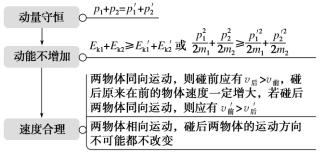 动量守恒
p₁+p₂=p₁′+p₂′
动能不增加
Eₖ₁+Eₖ₂≥Eₖ₁′+Eₖ₂′ 或 p₁²/2m₁+p₂²/2m₂≥p₁′²/2m₁+p₂′²/2m₂
两物体同向运动，则碰前应有v后>v前，碰
后原来在前的物体速度一定增大，若碰后
两物体同向运动，则应有v前′>v后′
速度合理
两物体相向运动，碰后两物体的运动方向
不可能都不改变